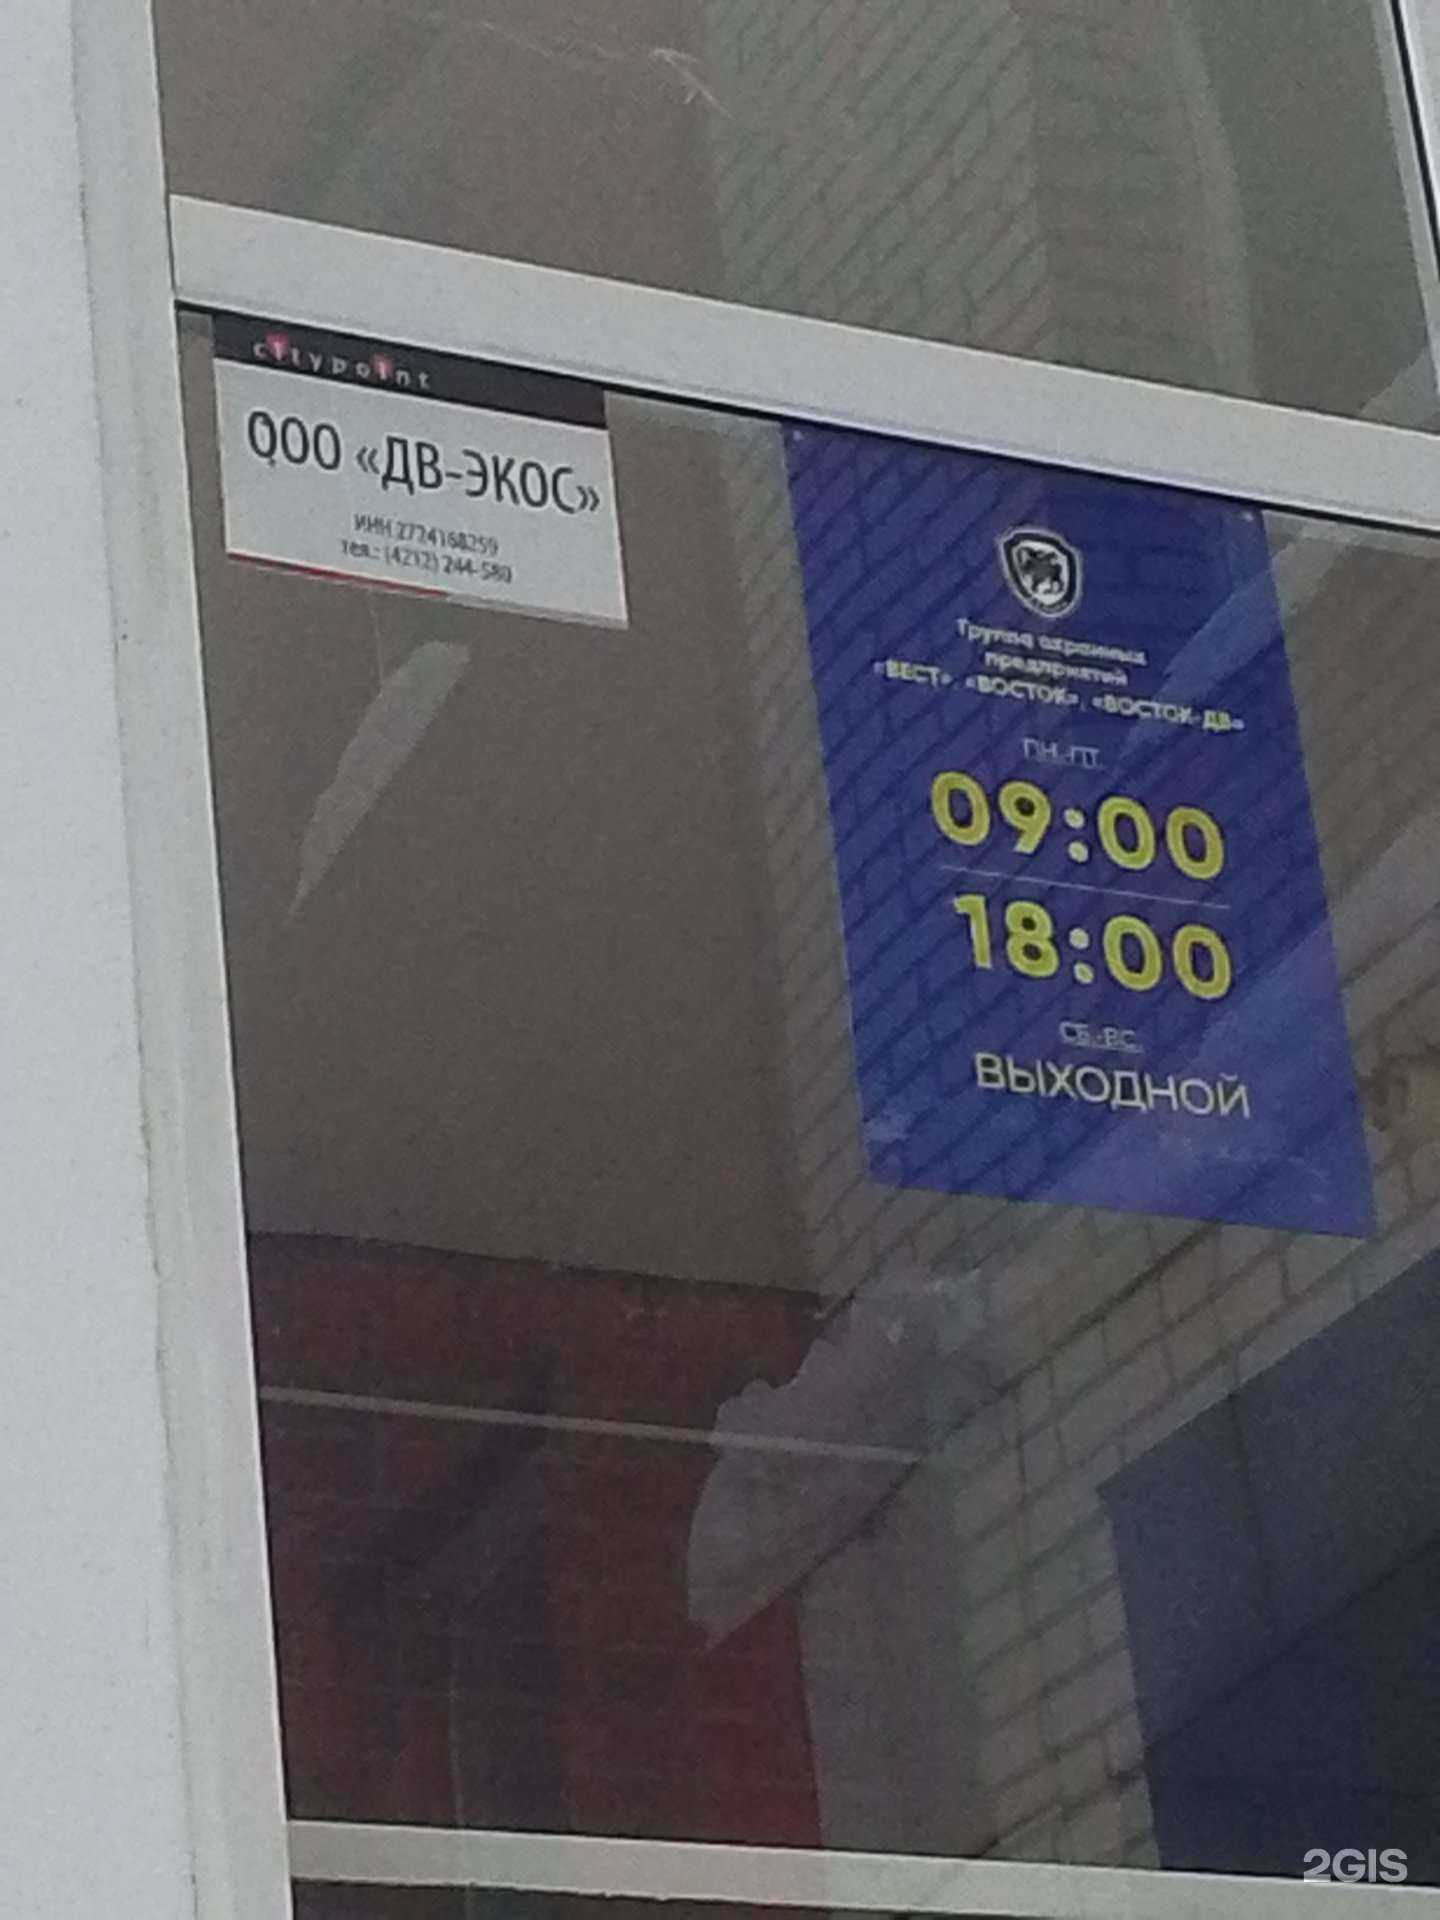 citypoint
ООО «ДВ-ЭКОС»
ИНН 2724168259
тел.: (4212) 244-580
Группа охранных
предприятий
«ВЕСТ», «ВОСТОК», «ВОСТОК-ДВ»
ПН.-ПТ.
09:00
18:00
СБ.-ВС.
ВЫХОДНОЙ
2GIS